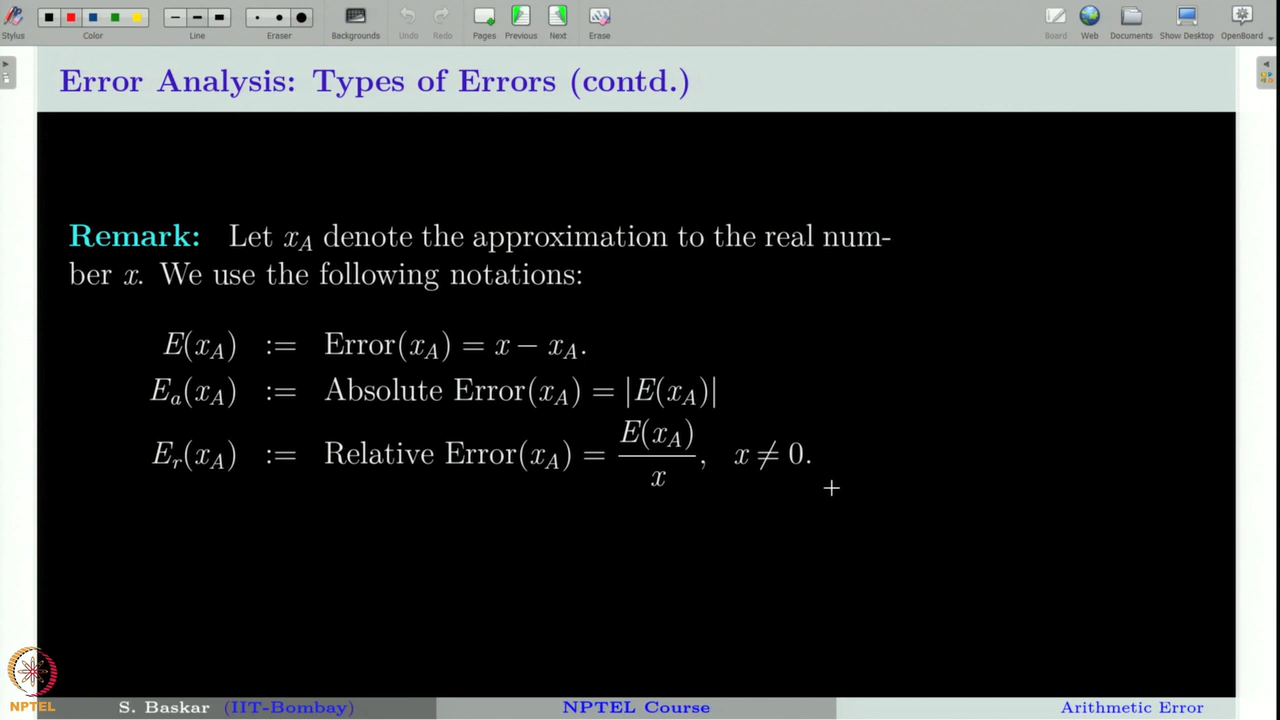 Stylus Color Line Eraser Backgrounds Undo Redo Pages Previous Next Erase Board Web Documents Show Desktop OpenBoard
Error Analysis: Types of Errors (contd.)
Remark: Let x_A denote the approximation to the real num-
ber x. We use the following notations:
E(x_A) := Error(x_A) = x − x_A.
E_a(x_A) := Absolute Error(x_A) = |E(x_A)|
E_r(x_A) := Relative Error(x_A) = E(x_A)/x, x ≠ 0.
NPTEL
S. Baskar (IIT-Bombay) NPTEL Course Arithmetic Error